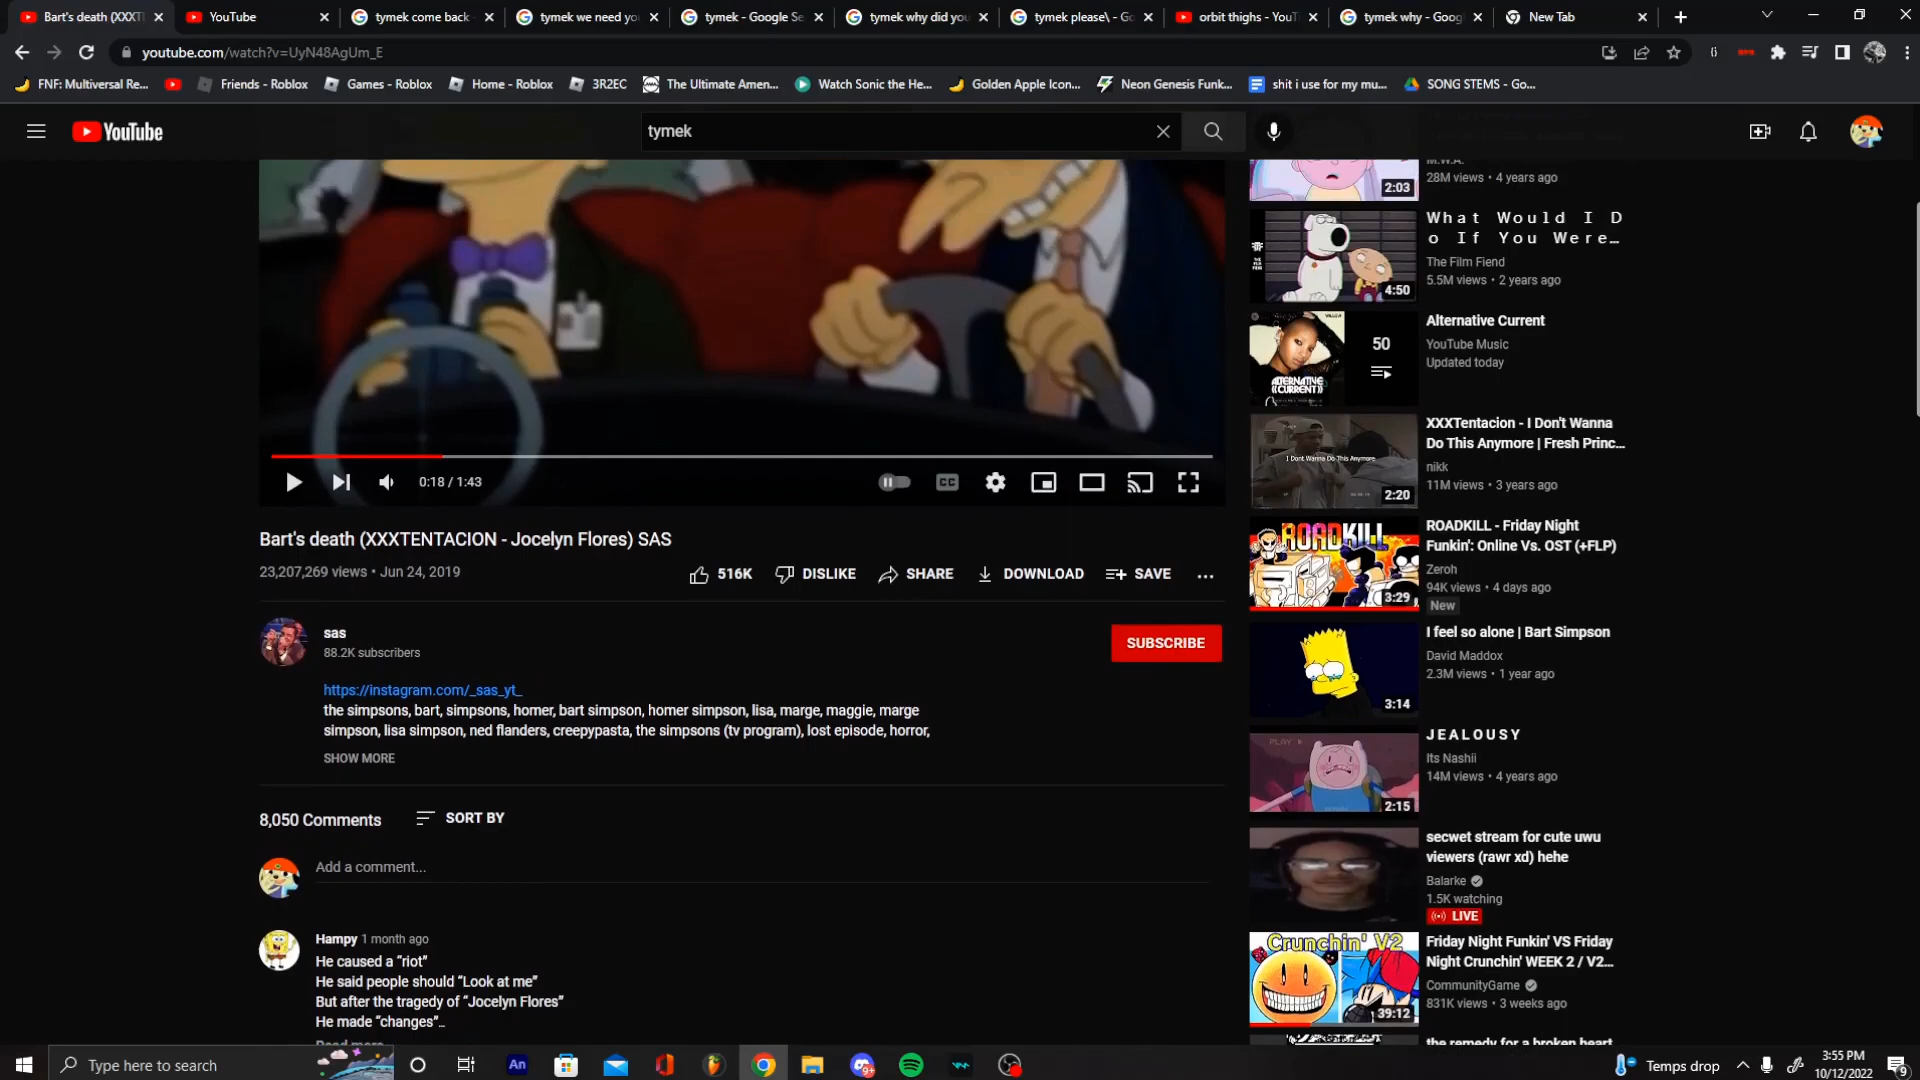 Bart's death (XXXT
YouTube
tymek come back -
tymek we need yo
tymek - Google Se
tymek why did you
tymek please\ - Go
orbit thighs - YouT
tymek why - Goog
New Tab
youtube.com/watch?v=UyN48AgUm_E
FNF: Multiversal Re...
Friends - Roblox
Games - Roblox
Home - Roblox
3R2EC
The Ultimate Amen...
Watch Sonic the He...
Golden Apple Icon...
Neon Genesis Funk...
shit i use for my mu...
SONG STEMS - Go...
YouTube
tymek
M.W.A.
28M views • 4 years ago
2:03
What Would I D
o If You Were...
The Film Fiend
5.5M views • 2 years ago
4:50
Alternative Current
YouTube Music
Updated today
50
ALTERNATIVE
((CURRENT))
XXXTentacion - I Don't Wanna
Do This Anymore | Fresh Princ...
nikk
11M views • 3 years ago
I Dont Wanna Do This Anymore
2:20
0:18 / 1:43
CC
Bart's death (XXXTENTACION - Jocelyn Flores) SAS
23,207,269 views • Jun 24, 2019
516K
DISLIKE
SHARE
DOWNLOAD
SAVE
ROADKILL - Friday Night
Funkin': Online Vs. OST (+FLP)
Zeroh
94K views • 4 days ago
New
ROADKILL
3:29
sas
88.2K subscribers
SUBSCRIBE
https://instagram.com/_sas_yt_
the simpsons, bart, simpsons, homer, bart simpson, homer simpson, lisa, marge, maggie, marge
simpson, lisa simpson, ned flanders, creepypasta, the simpsons (tv program), lost episode, horror,
SHOW MORE
I feel so alone | Bart Simpson
David Maddox
2.3M views • 1 year ago
3:14
JEALOUSY
Its Nashii
14M views • 4 years ago
PLAY
2:15
8,050 Comments
SORT BY
Add a comment...
secwet stream for cute uwu
viewers (rawr xd) hehe
Balarke
1.5K watching
LIVE
Hampy 1 month ago
He caused a “riot”
He said people should “Look at me”
But after the tragedy of “Jocelyn Flores”
He made “changes”...
Read more
Friday Night Funkin' VS Friday
Night Crunchin' WEEK 2 / V2...
CommunityGame
831K views • 3 weeks ago
Crunchin' V2
39:12
the remedy for a broken heart
Type here to search
An
9+
Temps drop
3:55 PM
10/12/2022
9